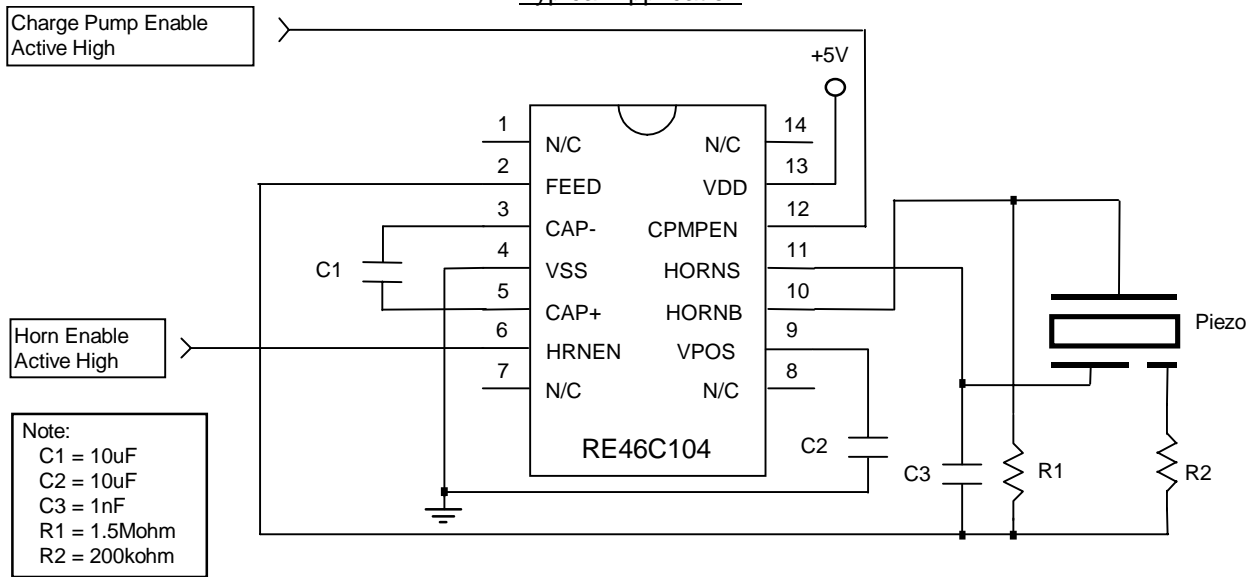 Charge Pump Enable
Active High
+5V
1
N/C
N/C
14
2
FEED
VDD
13
3
CAP-
CPMPEN
12
4
VSS
HORNS
11
5
CAP+
HORNB
10
6
HRNEN
VPOS
9
7
N/C
N/C
8
RE46C104
C1
Horn Enable
Active High
Piezo
C2
C3
R1
R2
Note:
C1 = 10uF
C2 = 10uF
C3 = 1nF
R1 = 1.5Mohm
R2 = 200kohm